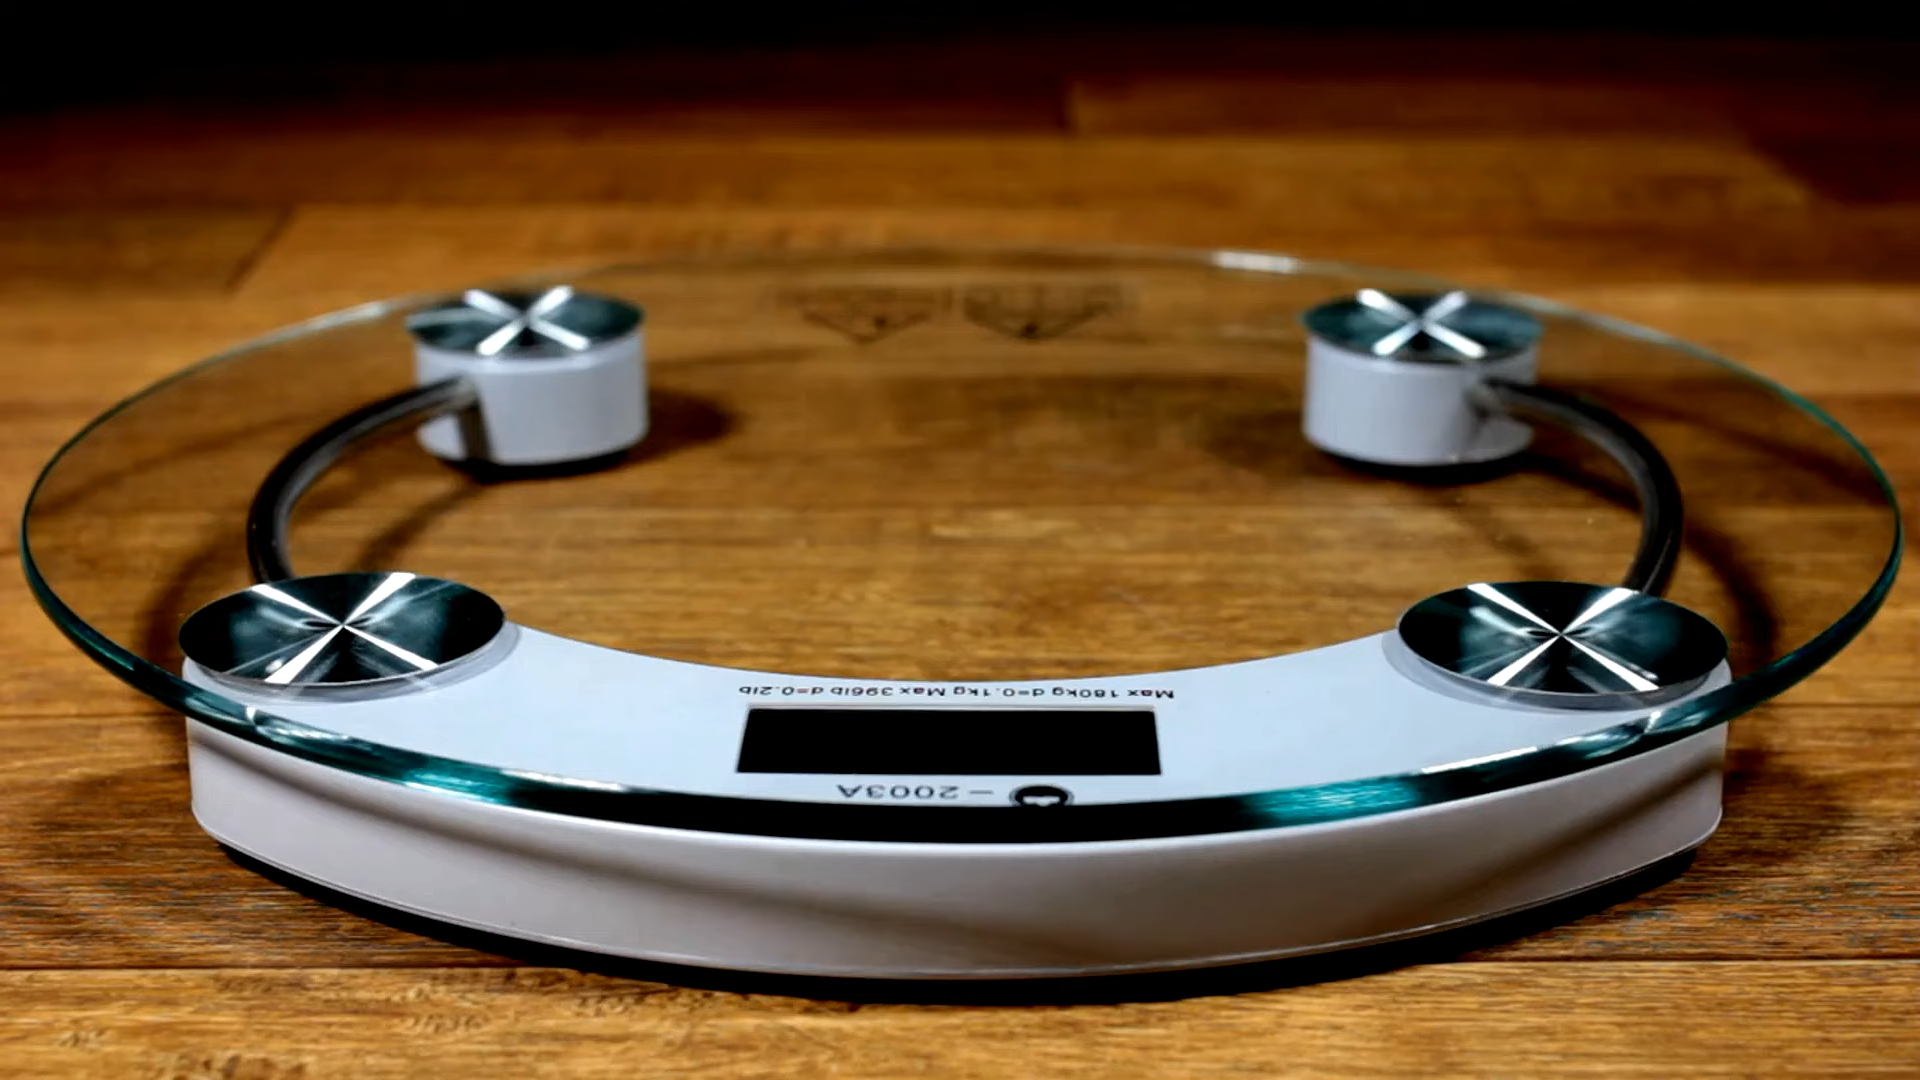 Max 180kg d=0.1kg Max 396lb d=0.2lb
– 2003A